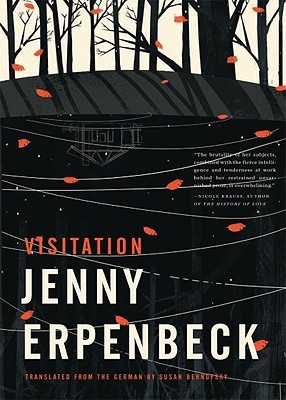 "The brutality of her subjects,
combined with the fierce intelli-
gence and tenderness at work
behind her restrained unvar-
nished prose, is overwhelming."
—NICOLE KRAUSS, AUTHOR
OF THE HISTORY OF LOVE
VISITATION
JENNY
ERPENBECK
TRANSLATED FROM THE GERMAN BY SUSAN BERNOFSKY